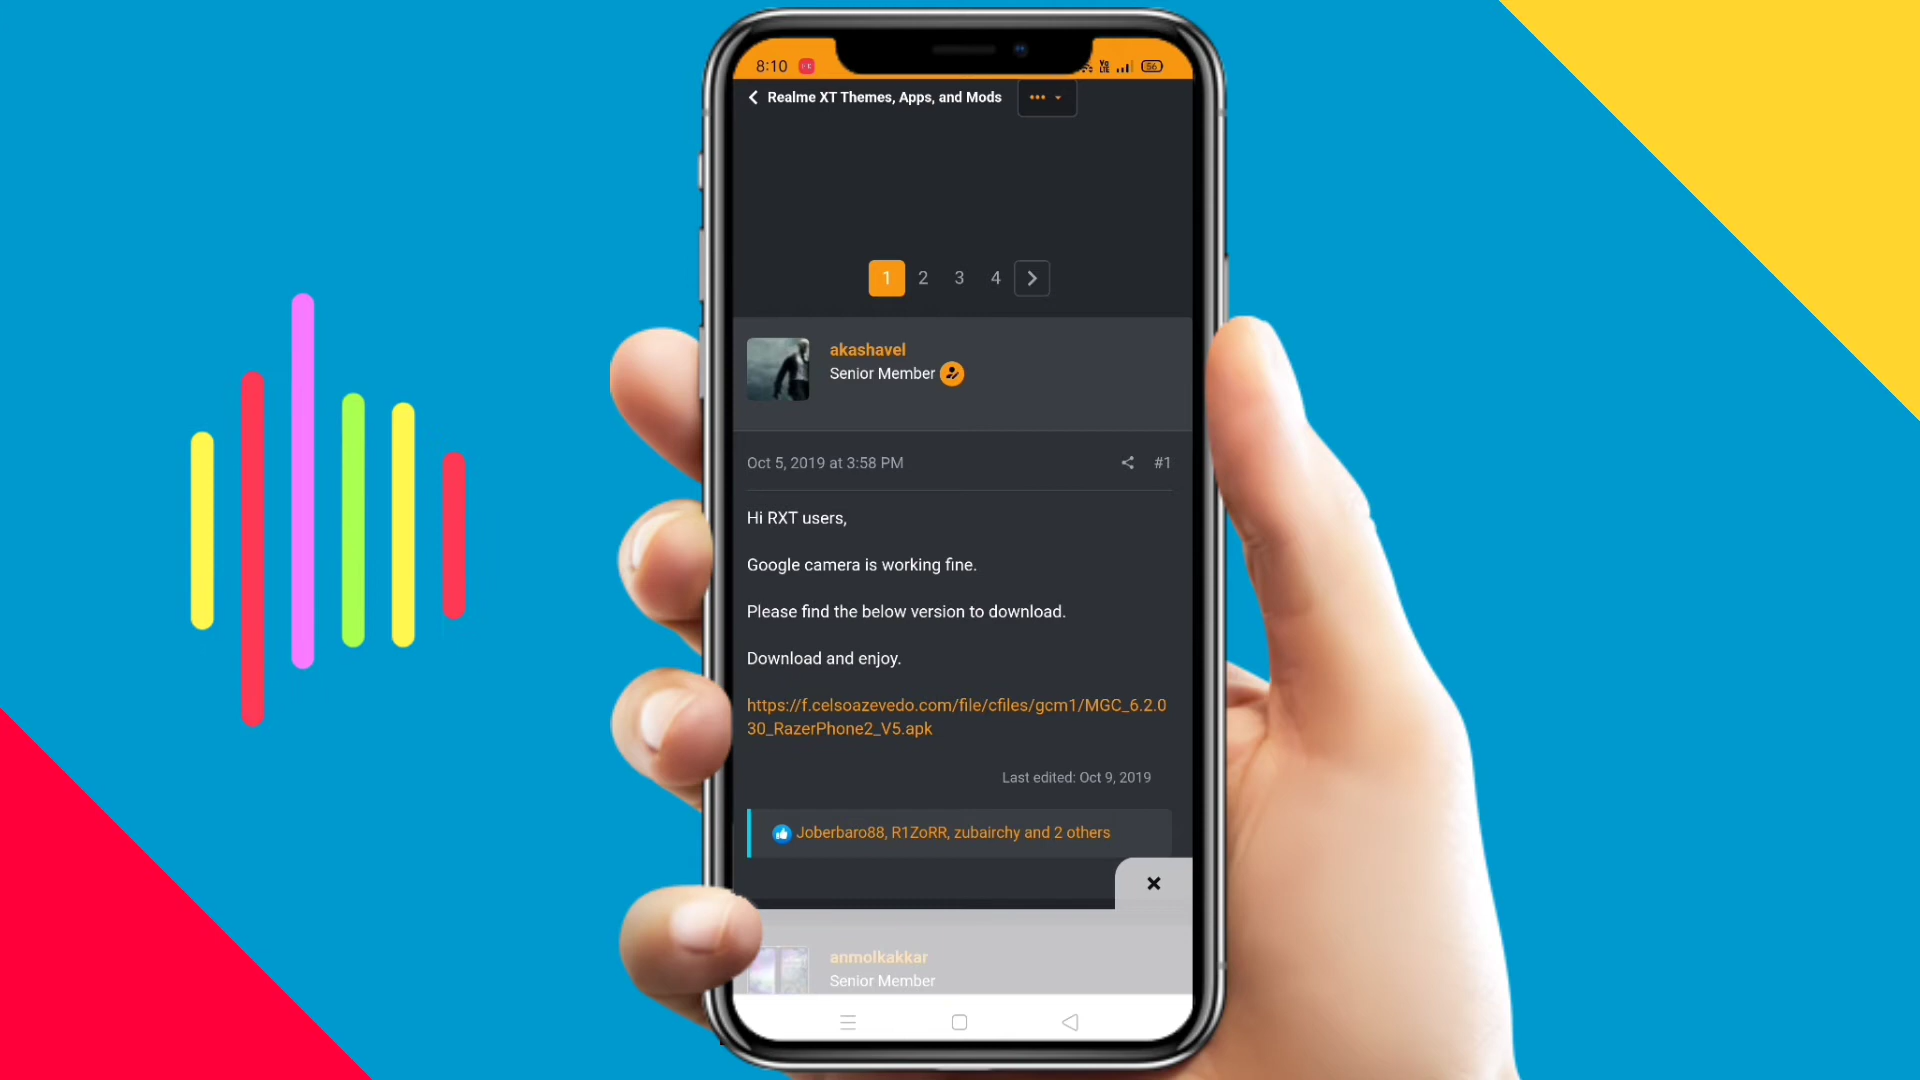 8:10
Vo
LTE
56
Realme XT Themes, Apps, and Mods
1 2 3 4
akashavel
Senior Member
Oct 5, 2019 at 3:58 PM #1
Hi RXT users,
Google camera is working fine.
Please find the below version to download.
Download and enjoy.
https://f.celsoazevedo.com/file/cfiles/gcm1/MGC_6.2.0
30_RazerPhone2_V5.apk
Last edited: Oct 9, 2019
Joberbaro88, R1ZoRR, zubairchy and 2 others
anmolkakkar
Senior Member